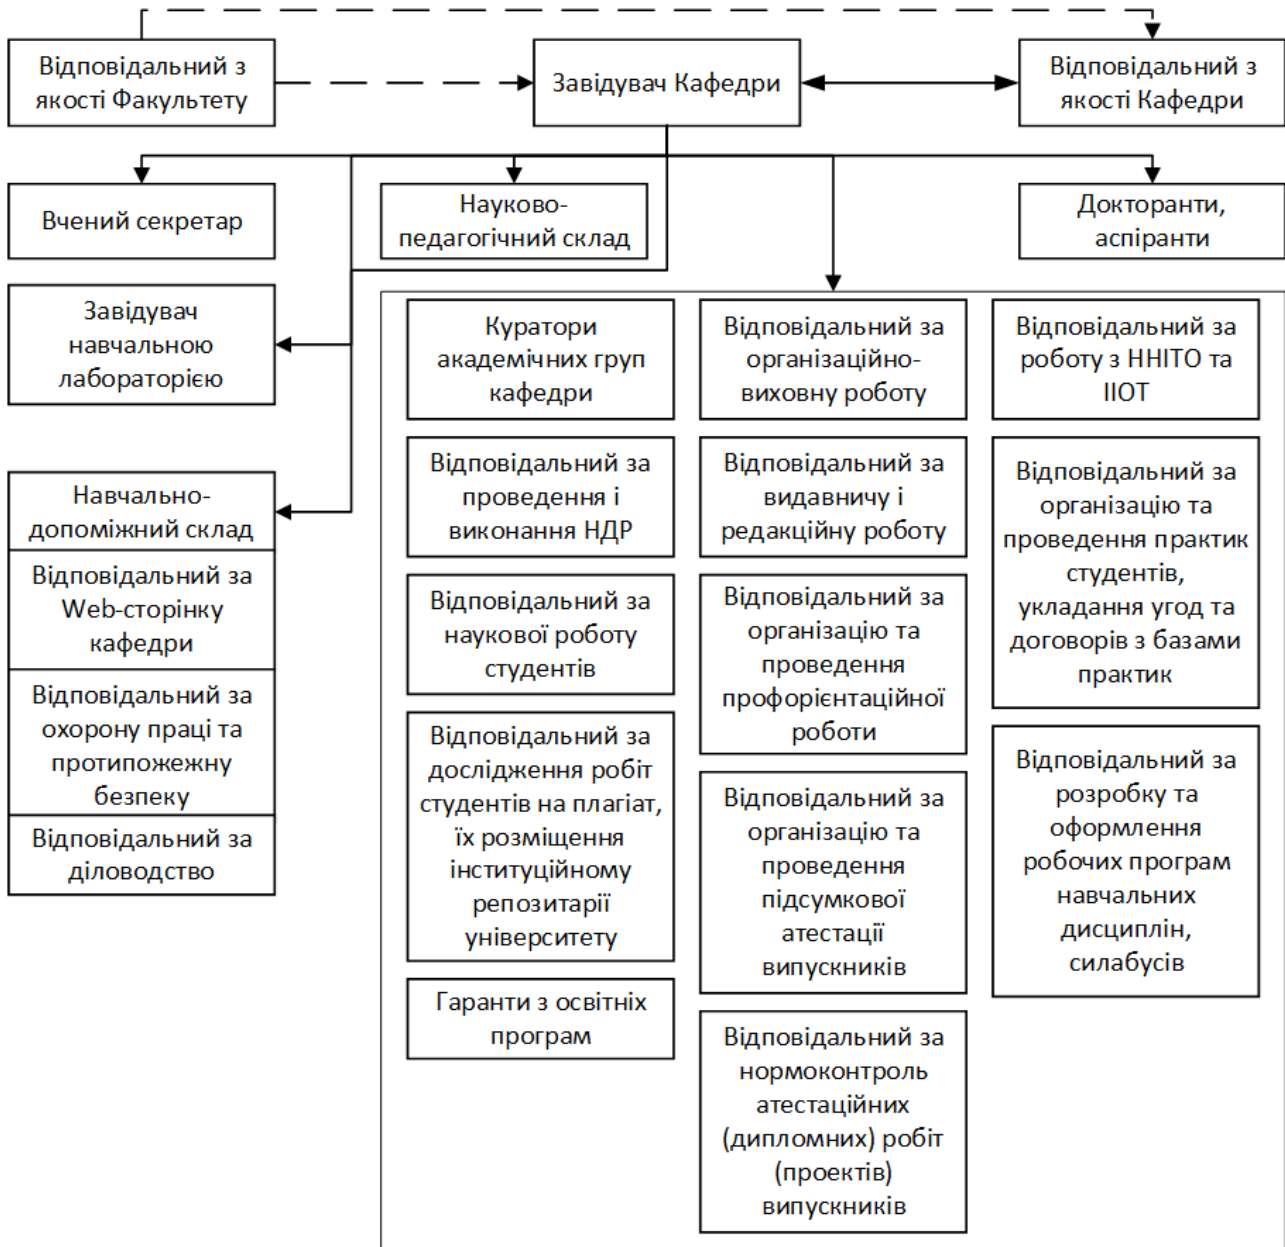 Відповідальний з
якості Факультету
Завідувач Кафедри
Відповідальний з
якості Кафедри
Вчений секретар
Науково-
педагогічний склад
Докторанти,
аспіранти
Завідувач
навчальною
лабораторією
Навчально-
допоміжний склад
Відповідальний за
Web-сторінку
кафедри
Відповідальний за
охорону праці та
протипожежну
безпеку
Відповідальний за
діловодство
Куратори
академічних груп
кафедри
Відповідальний за
проведення і
виконання НДР
Відповідальний за
наукової роботу
студентів
Відповідальний за
дослідження робіт
студентів на плагіат,
їх розміщення
інституційному
репозитарії
університету
Гаранти з освітніх
програм
Відповідальний за
організаційно-
виховну роботу
Відповідальний за
видавничу і
редакційну роботу
Відповідальний за
організацію та
проведення
профорієнтаційної
роботи
Відповідальний за
організацію та
проведення
підсумкової
атестації
випускників
Відповідальний за
нормоконтроль
атестаційних
(дипломних) робіт
(проектів)
випускників
Відповідальний за
роботу з ННІТО та
ІІОТ
Відповідальний за
організацію та
проведення практик
студентів,
укладання угод та
договорів з базами
практик
Відповідальний за
розробку та
оформлення
робочих програм
навчальних
дисциплін,
силабусів